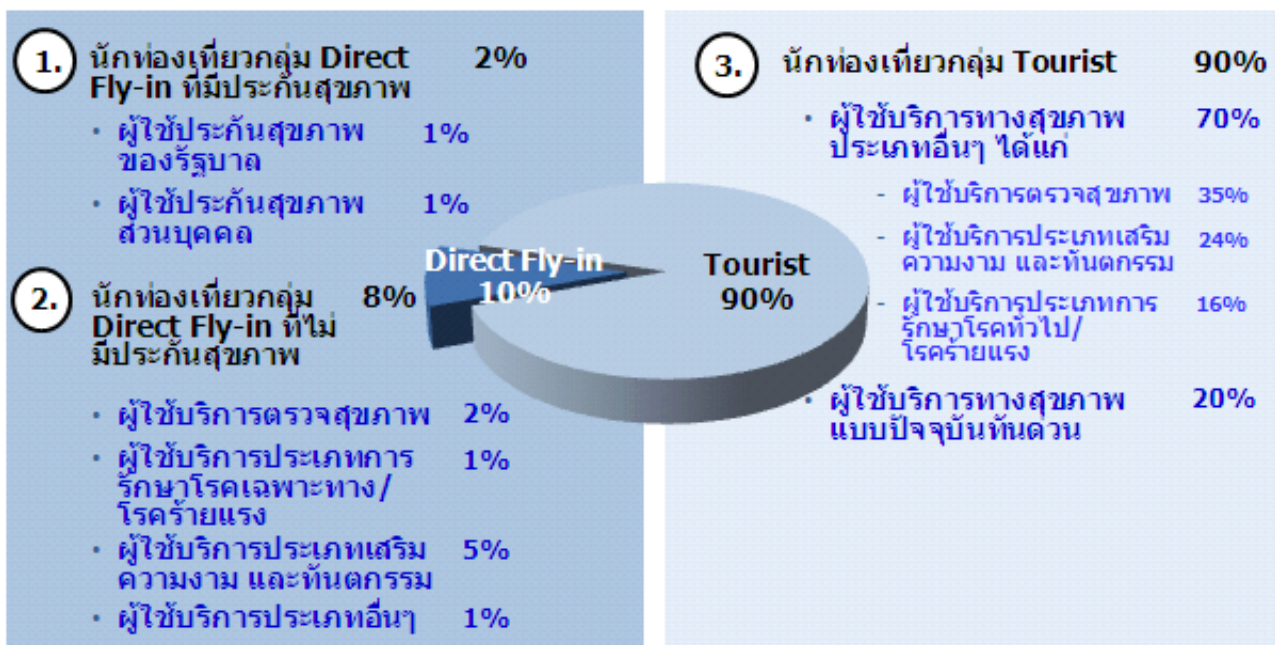 1. นักท่องเที่ยวกลุ่ม Direct 2%
Fly-in ที่มีประกันสุขภาพ
• ผู้ใช้ประกันสุขภาพ 1%
ของรัฐบาล
• ผู้ใช้ประกันสุขภาพ 1%
ส่วนบุคคล
2. นักท่องเที่ยวกลุ่ม 8%
Direct Fly-in ที่ไม่
มีประกันสุขภาพ
• ผู้ใช้บริการตรวจสุขภาพ 2%
• ผู้ใช้บริการประเภทการ 1%
รักษาโรคเฉพาะทาง/
โรคร้ายแรง
• ผู้ใช้บริการประเภทเสริม 5%
ความงาม และทันตกรรม
• ผู้ใช้บริการประเภทอื่นๆ 1%
Direct Fly-in
10%
Tourist
90%
3. นักท่องเที่ยวกลุ่ม Tourist 90%
• ผู้ใช้บริการทางสุขภาพ 70%
ประเภทอื่นๆ ได้แก่
- ผู้ใช้บริการตรวจสุขภาพ 35%
- ผู้ใช้บริการประเภทเสริม 24%
ความงาม และทันตกรรม
- ผู้ใช้บริการประเภทการ 16%
รักษาโรคทั่วไป/
โรคร้ายแรง
• ผู้ใช้บริการทางสุขภาพ 20%
แบบปัจจุบันทันด่วน